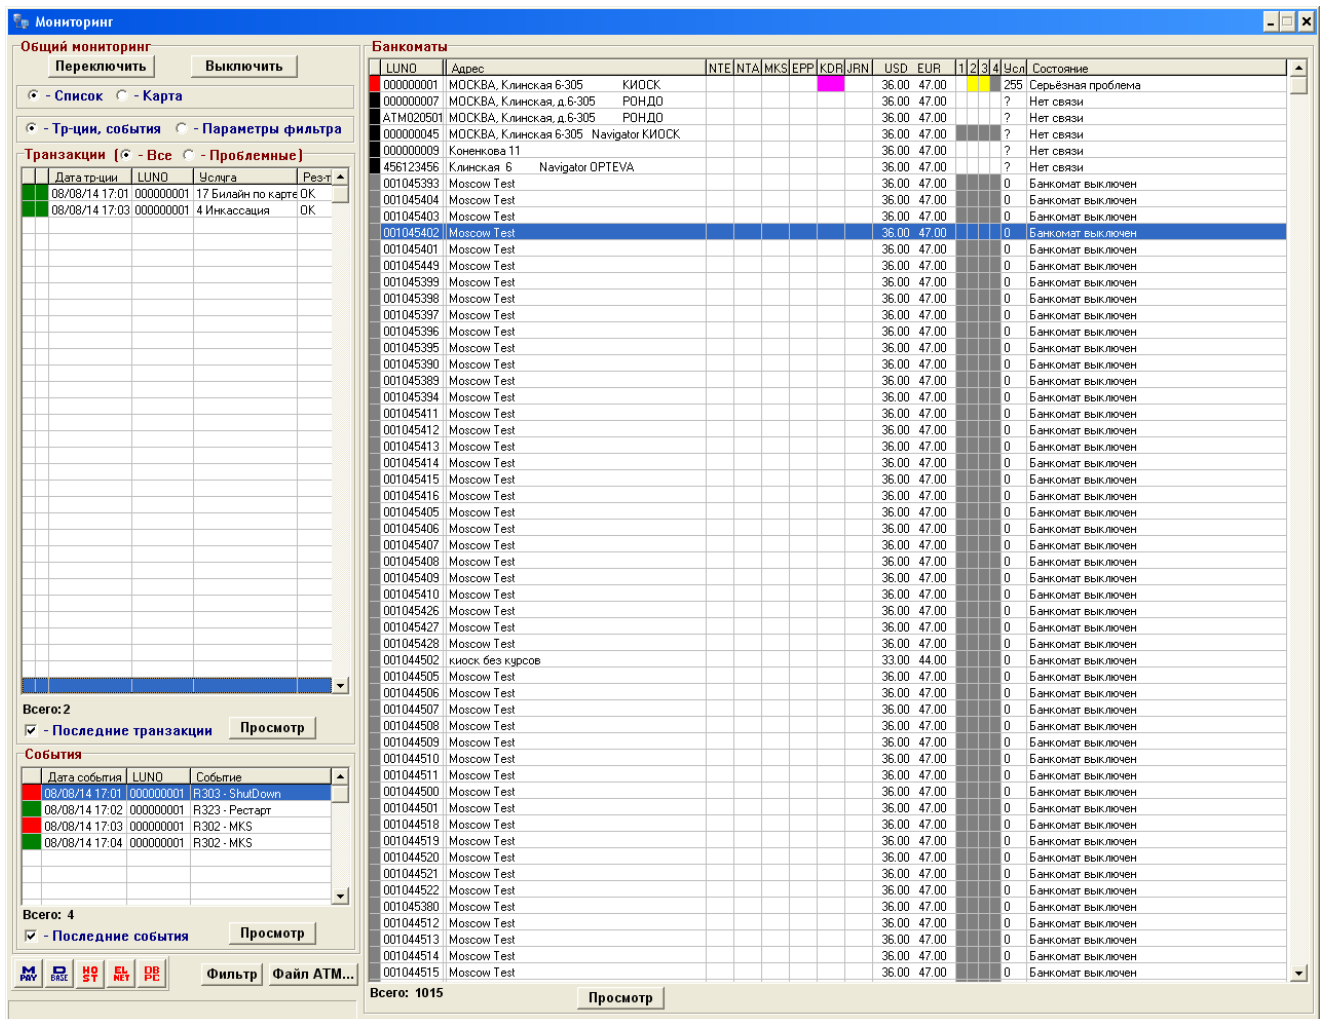 Мониторинг
Общий мониторинг
Переключить Выключить
- Список - Карта
- Тр-ции, события - Параметры фильтра
Транзакции ( - Все - Проблемные)
Дата тр-ции LUNO Услуга Рез-т
08/08/14 17:01 000000001 17 Билайн по карте OK
08/08/14 17:03 000000001 4 Инкассация OK
Всего: 2
- Последние транзакции Просмотр
События
Дата события LUNO Событие
08/08/14 17:01 000000001 R303 - ShutDown
08/08/14 17:02 000000001 R323 - Рестарт
08/08/14 17:03 000000001 R302 - MKS
08/08/14 17:04 000000001 R302 - MKS
Всего: 4
- Последние события Просмотр
M PAY D BASE HO ST EL NET DB PC Фильтр Файл ATM...
Банкоматы
LUNO Адрес NTE NTA MKS EPP KDR JRN USD EUR 1 2 3 4 Усл Состояние
000000001 МОСКВА, Клинская 6-305 КИОСК 36.00 47.00 255 Серьёзная проблема
000000007 МОСКВА, Клинская, д.6-305 РОНДО 36.00 47.00 ? Нет связи
ATM020501 МОСКВА, Клинская, д.6-305 РОНДО 36.00 47.00 ? Нет связи
000000045 МОСКВА, Клинская 6-305 Navigator КИОСК 36.00 47.00 ? Нет связи
000000009 Коненкова 11 36.00 47.00 ? Нет связи
456123456 Клинская 6 Navigator OPTEVA 36.00 47.00 ? Нет связи
001045393 Moscow Test 36.00 47.00 0 Банкомат выключен
001045404 Moscow Test 36.00 47.00 0 Банкомат выключен
001045403 Moscow Test 36.00 47.00 0 Банкомат выключен
001045402 Moscow Test 36.00 47.00 0 Банкомат выключен
001045401 Moscow Test 36.00 47.00 0 Банкомат выключен
001045449 Moscow Test 36.00 47.00 0 Банкомат выключен
001045399 Moscow Test 36.00 47.00 0 Банкомат выключен
001045398 Moscow Test 36.00 47.00 0 Банкомат выключен
001045397 Moscow Test 36.00 47.00 0 Банкомат выключен
001045396 Moscow Test 36.00 47.00 0 Банкомат выключен
001045395 Moscow Test 36.00 47.00 0 Банкомат выключен
001045390 Moscow Test 36.00 47.00 0 Банкомат выключен
001045389 Moscow Test 36.00 47.00 0 Банкомат выключен
001045394 Moscow Test 36.00 47.00 0 Банкомат выключен
001045411 Moscow Test 36.00 47.00 0 Банкомат выключен
001045412 Moscow Test 36.00 47.00 0 Банкомат выключен
001045413 Moscow Test 36.00 47.00 0 Банкомат выключен
001045414 Moscow Test 36.00 47.00 0 Банкомат выключен
001045415 Moscow Test 36.00 47.00 0 Банкомат выключен
001045416 Moscow Test 36.00 47.00 0 Банкомат выключен
001045405 Moscow Test 36.00 47.00 0 Банкомат выключен
001045406 Moscow Test 36.00 47.00 0 Банкомат выключен
001045407 Moscow Test 36.00 47.00 0 Банкомат выключен
001045408 Moscow Test 36.00 47.00 0 Банкомат выключен
001045409 Moscow Test 36.00 47.00 0 Банкомат выключен
001045410 Moscow Test 36.00 47.00 0 Банкомат выключен
001045426 Moscow Test 36.00 47.00 0 Банкомат выключен
001045427 Moscow Test 36.00 47.00 0 Банкомат выключен
001045428 Moscow Test 36.00 47.00 0 Банкомат выключен
001044502 киоск без курсов 33.00 44.00 0 Банкомат выключен
001044505 Moscow Test 36.00 47.00 0 Банкомат выключен
001044506 Moscow Test 36.00 47.00 0 Банкомат выключен
001044507 Moscow Test 36.00 47.00 0 Банкомат выключен
001044508 Moscow Test 36.00 47.00 0 Банкомат выключен
001044509 Moscow Test 36.00 47.00 0 Банкомат выключен
001044510 Moscow Test 36.00 47.00 0 Банкомат выключен
001044511 Moscow Test 36.00 47.00 0 Банкомат выключен
001044500 Moscow Test 36.00 47.00 0 Банкомат выключен
001044501 Moscow Test 36.00 47.00 0 Банкомат выключен
001044518 Moscow Test 36.00 47.00 0 Банкомат выключен
001044519 Moscow Test 36.00 47.00 0 Банкомат выключен
001044520 Moscow Test 36.00 47.00 0 Банкомат выключен
001044521 Moscow Test 36.00 47.00 0 Банкомат выключен
001044522 Moscow Test 36.00 47.00 0 Банкомат выключен
001045380 Moscow Test 36.00 47.00 0 Банкомат выключен
001044512 Moscow Test 36.00 47.00 0 Банкомат выключен
001044513 Moscow Test 36.00 47.00 0 Банкомат выключен
001044514 Moscow Test 36.00 47.00 0 Банкомат выключен
001044515 Moscow Test 36.00 47.00 0 Банкомат выключен
Всего: 1015
Просмотр